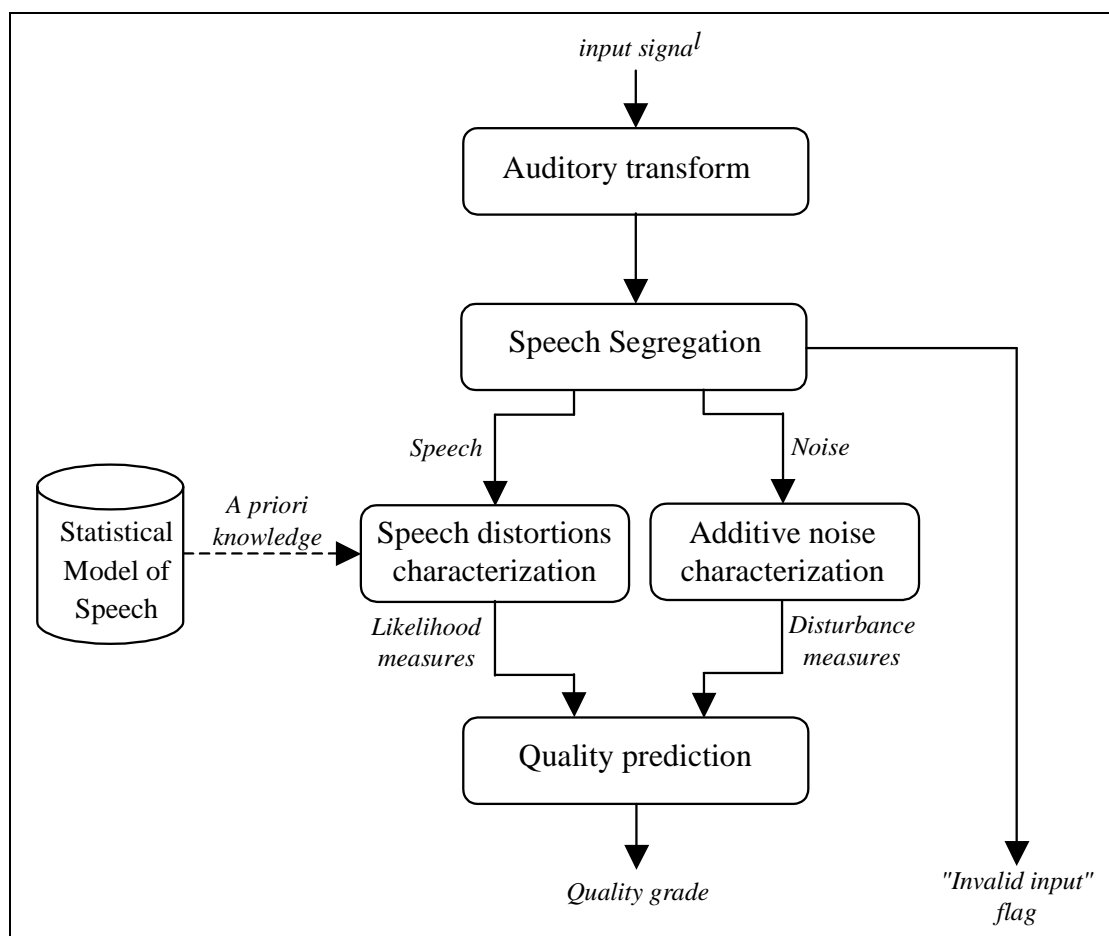 input signal
Auditory transform
Speech Segregation
Speech
Noise
Statistical
Model of
Speech
A priori
knowledge
Speech distortions
characterization
Additive noise
characterization
Likelihood
measures
Disturbance
measures
Quality prediction
Quality grade
"Invalid input"
flag